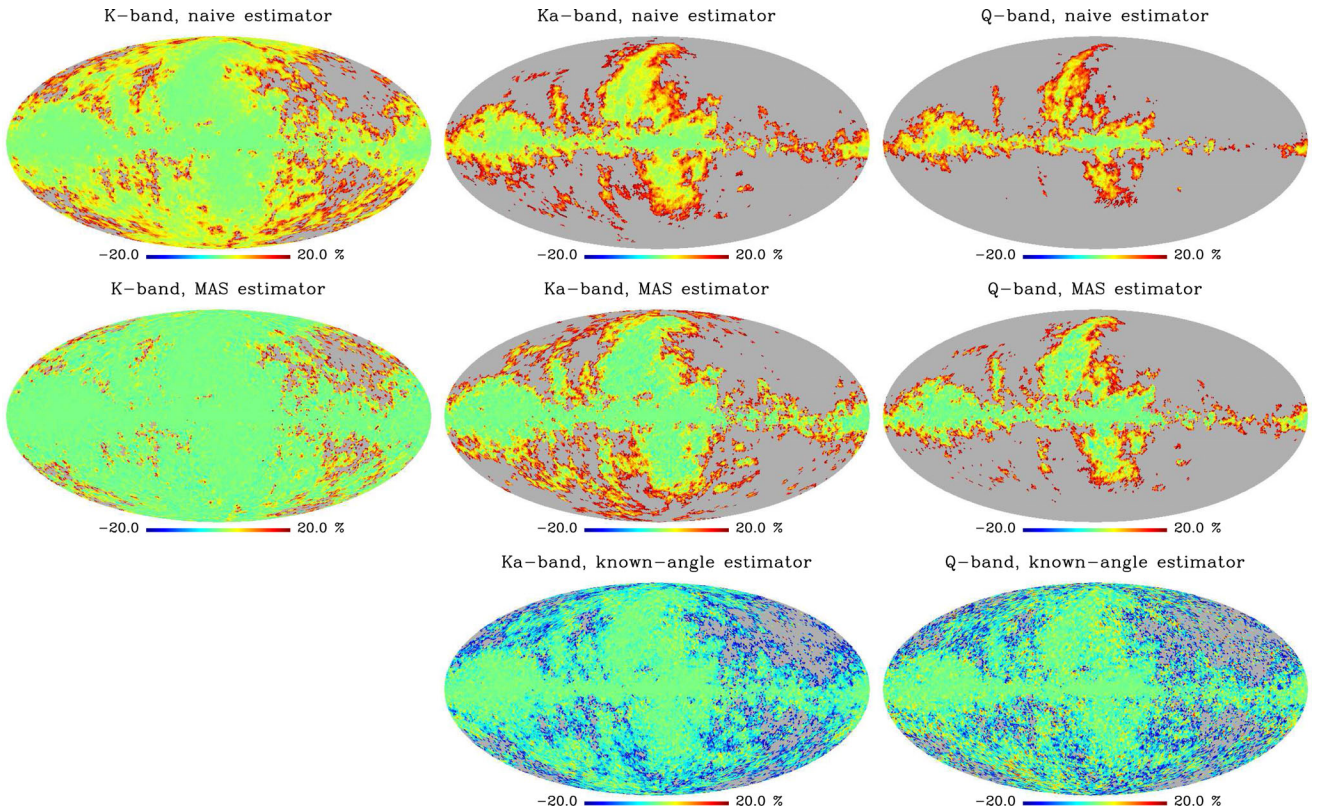 K-band, naive estimator
Ka-band, naive estimator
Q-band, naive estimator
-20.0 20.0 %
-20.0 20.0 %
-20.0 20.0 %
K-band, MAS estimator
Ka-band, MAS estimator
Q-band, MAS estimator
-20.0 20.0 %
-20.0 20.0 %
-20.0 20.0 %
Ka-band, known-angle estimator
Q-band, known-angle estimator
-20.0 20.0 %
-20.0 20.0 %